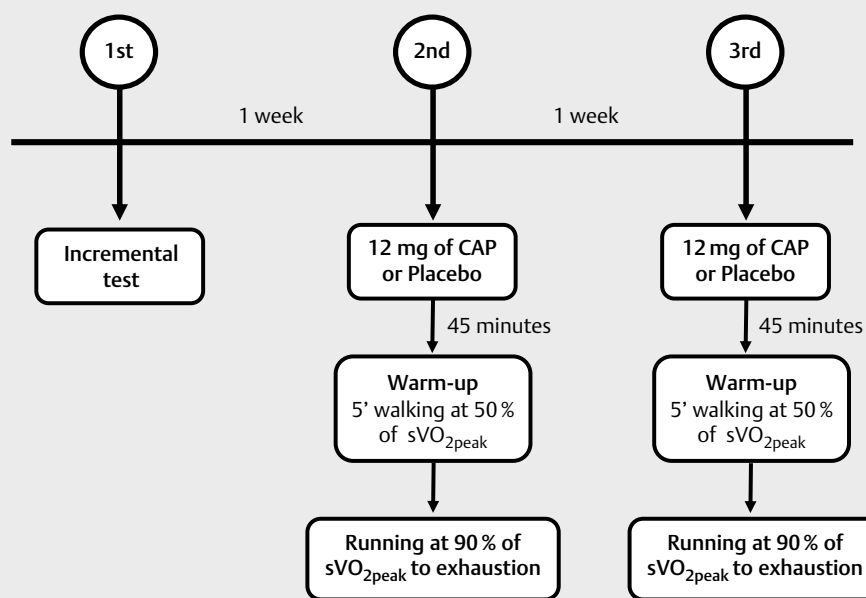 1st
2nd
3rd
1 week
1 week
Incremental
test
12 mg of CAP
or Placebo
12 mg of CAP
or Placebo
45 minutes
45 minutes
Warm-up
5’ walking at 50 %
of sVO2peak
Warm-up
5’ walking at 50 %
of sVO2peak
Running at 90 % of
sVO2peak to exhaustion
Running at 90 % of
sVO2peak to exhaustion